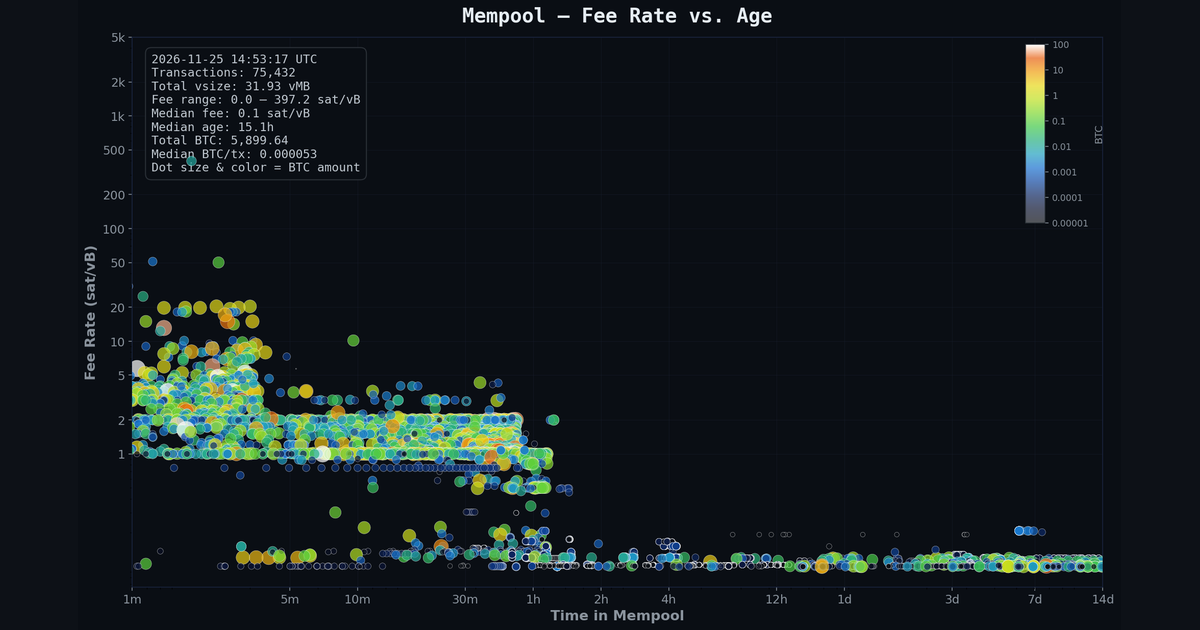 Mempool — Fee Rate vs. Age
5k
2k
1k
500
200
100
50
20
10
5
2
1
Fee Rate (sat/vB)
2026-11-25 14:53:17 UTC
Transactions: 75,432
Total vsize: 31.93 vMB
Fee range: 0.0 — 397.2 sat/vB
Median fee: 0.1 sat/vB
Median age: 15.1h
Total BTC: 5,899.64
Median BTC/tx: 0.000053
Dot size & color = BTC amount
100
10
1
0.1
0.01
0.001
0.0001
0.00001
BTC
1m
5m
10m
30m
1h
2h
4h
12h
1d
3d
7d
14d
Time in Mempool